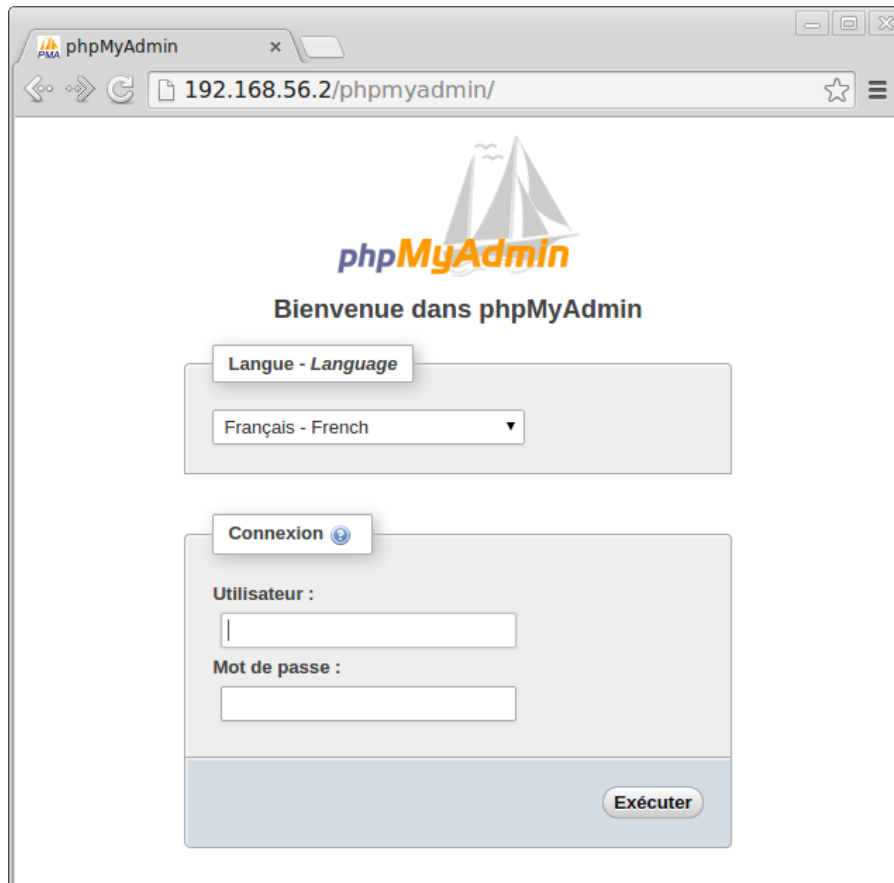 phpMyAdmin
192.168.56.2/phpmyadmin/
phpMyAdmin
Bienvenue dans phpMyAdmin
Langue - Language
Français - French
Connexion
Utilisateur :
Mot de passe :
Exécuter